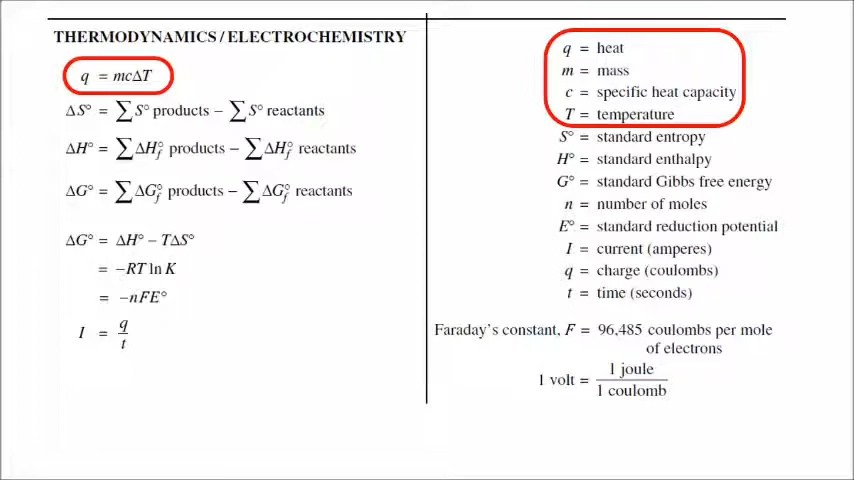 THERMODYNAMICS / ELECTROCHEMISTRY
q = mcΔT
ΔS° = ∑ S° products − ∑ S° reactants
ΔH° = ∑ ΔH°f products − ∑ ΔH°f reactants
ΔG° = ∑ ΔG°f products − ∑ ΔG°f reactants
ΔG° = ΔH° − TΔS°
= −RT ln K
= −nFE°
I = q/t
q = heat
m = mass
c = specific heat capacity
T = temperature
S° = standard entropy
H° = standard enthalpy
G° = standard Gibbs free energy
n = number of moles
E° = standard reduction potential
I = current (amperes)
q = charge (coulombs)
t = time (seconds)
Faraday's constant, F = 96,485 coulombs per mole
of electrons
1 volt = 1 joule / 1 coulomb